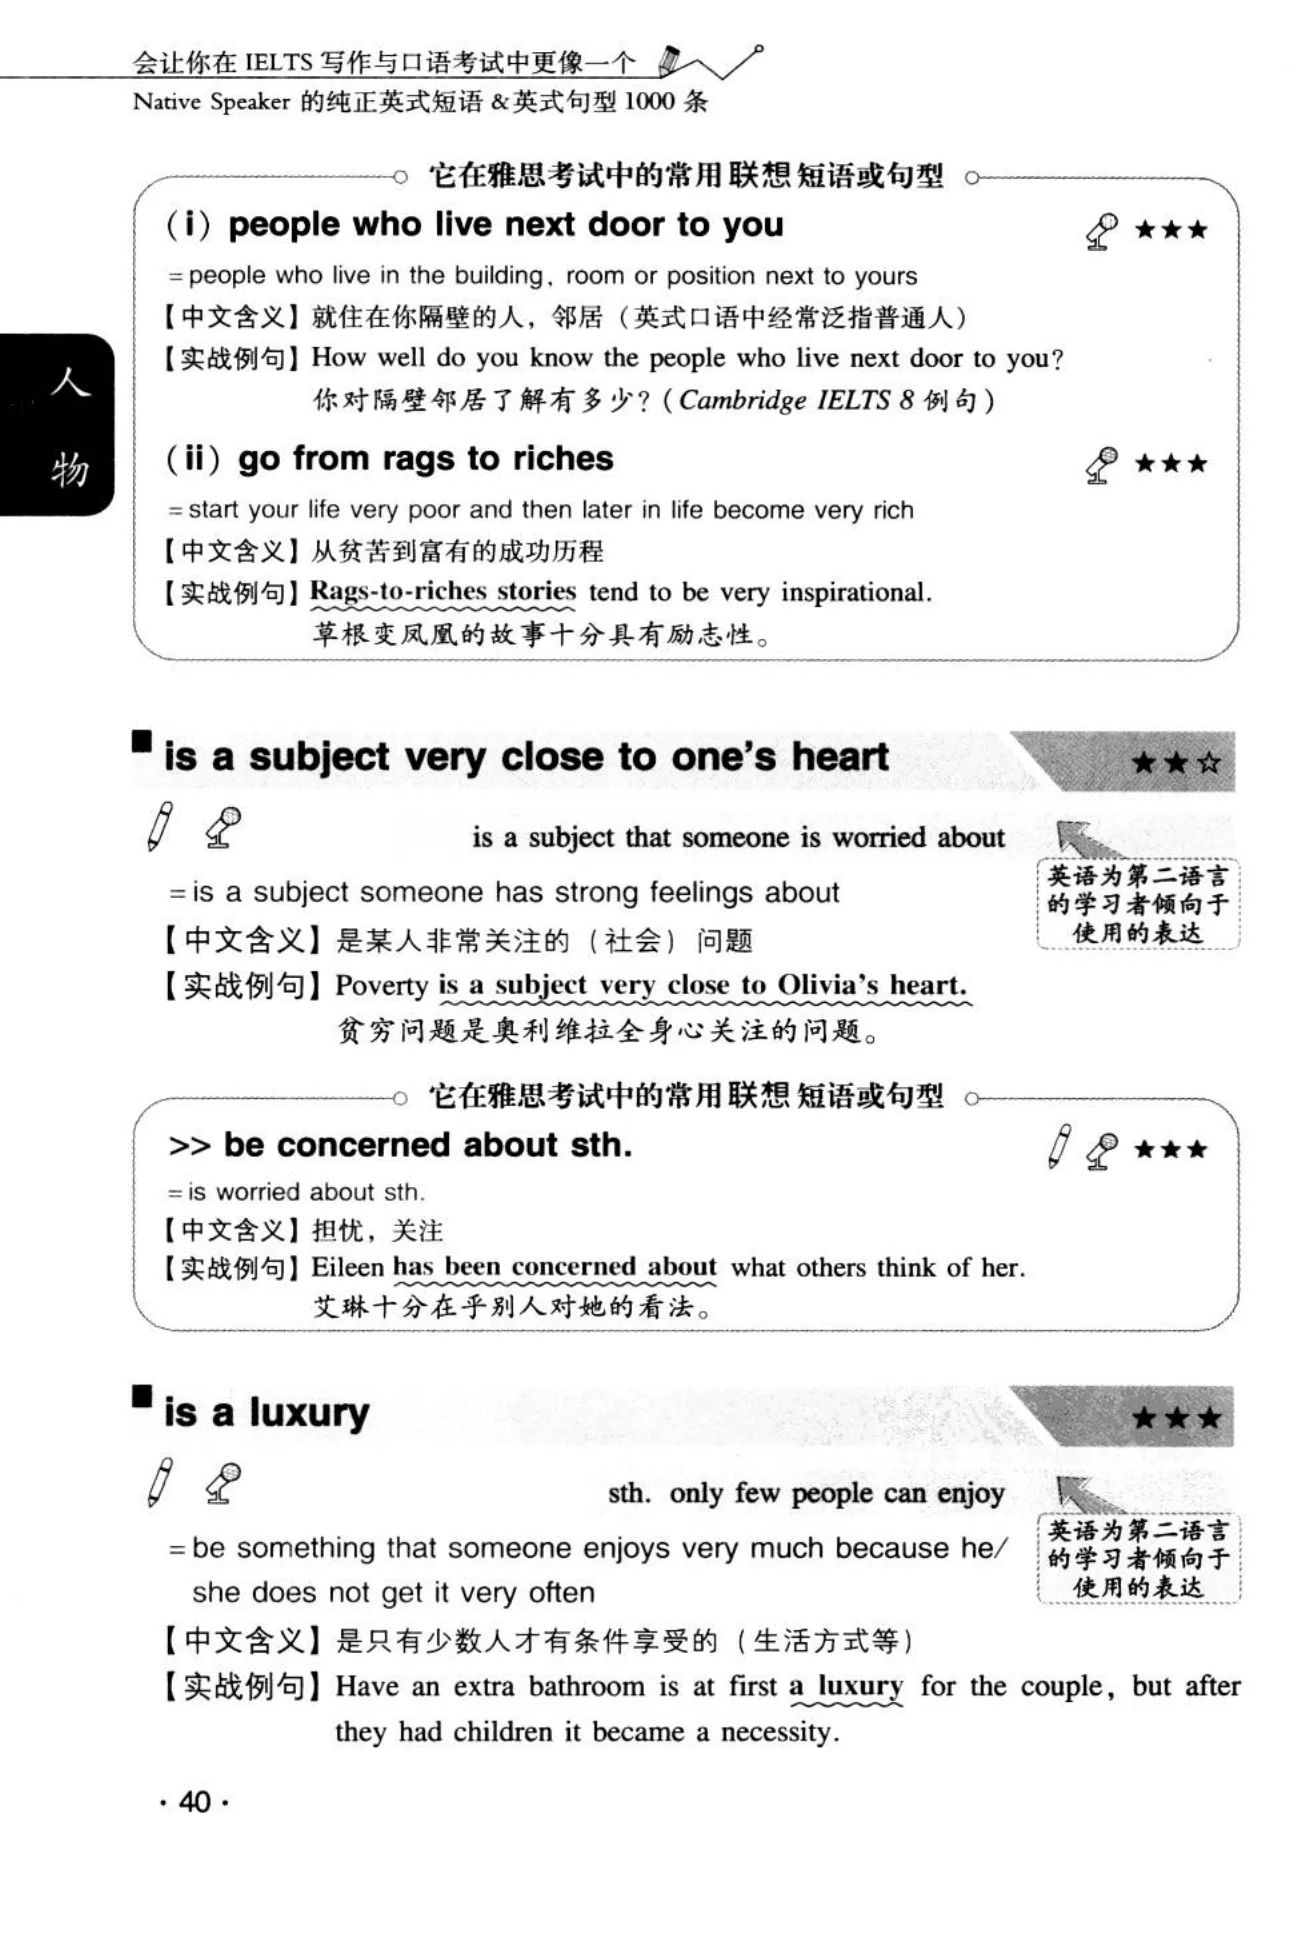 会让你在 IELTS 写作与口语考试中更像一个
Native Speaker 的纯正英式短语 & 英式句型 1000 条
人
物
它在雅思考试中的常用联想短语或句型
(i) people who live next door to you ★★★
= people who live in the building, room or position next to yours
【中文含义】就住在你隔壁的人，邻居（英式口语中经常泛指普通人）
【实战例句】How well do you know the people who live next door to you?
你对隔壁邻居了解有多少？(Cambridge IELTS 8 例句)
(ii) go from rags to riches ★★★
= start your life very poor and then later in life become very rich
【中文含义】从贫苦到富有的成功历程
【实战例句】Rags-to-riches stories tend to be very inspirational.
草根变凤凰的故事十分具有励志性。
■ is a subject very close to one's heart ★★☆
is a subject that someone is worried about
英语为第二语言
的学习者倾向于
使用的表达
= is a subject someone has strong feelings about
【中文含义】是某人非常关注的（社会）问题
【实战例句】Poverty is a subject very close to Olivia's heart.
贫穷问题是奥利维拉全身心关注的问题。
它在雅思考试中的常用联想短语或句型
>> be concerned about sth. ★★★
= is worried about sth.
【中文含义】担忧，关注
【实战例句】Eileen has been concerned about what others think of her.
艾琳十分在乎别人对她的看法。
■ is a luxury ★★★
sth. only few people can enjoy
英语为第二语言
的学习者倾向于
使用的表达
= be something that someone enjoys very much because he/
she does not get it very often
【中文含义】是只有少数人才有条件享受的（生活方式等）
【实战例句】Have an extra bathroom is at first a luxury for the couple, but after
they had children it became a necessity.
· 40 ·